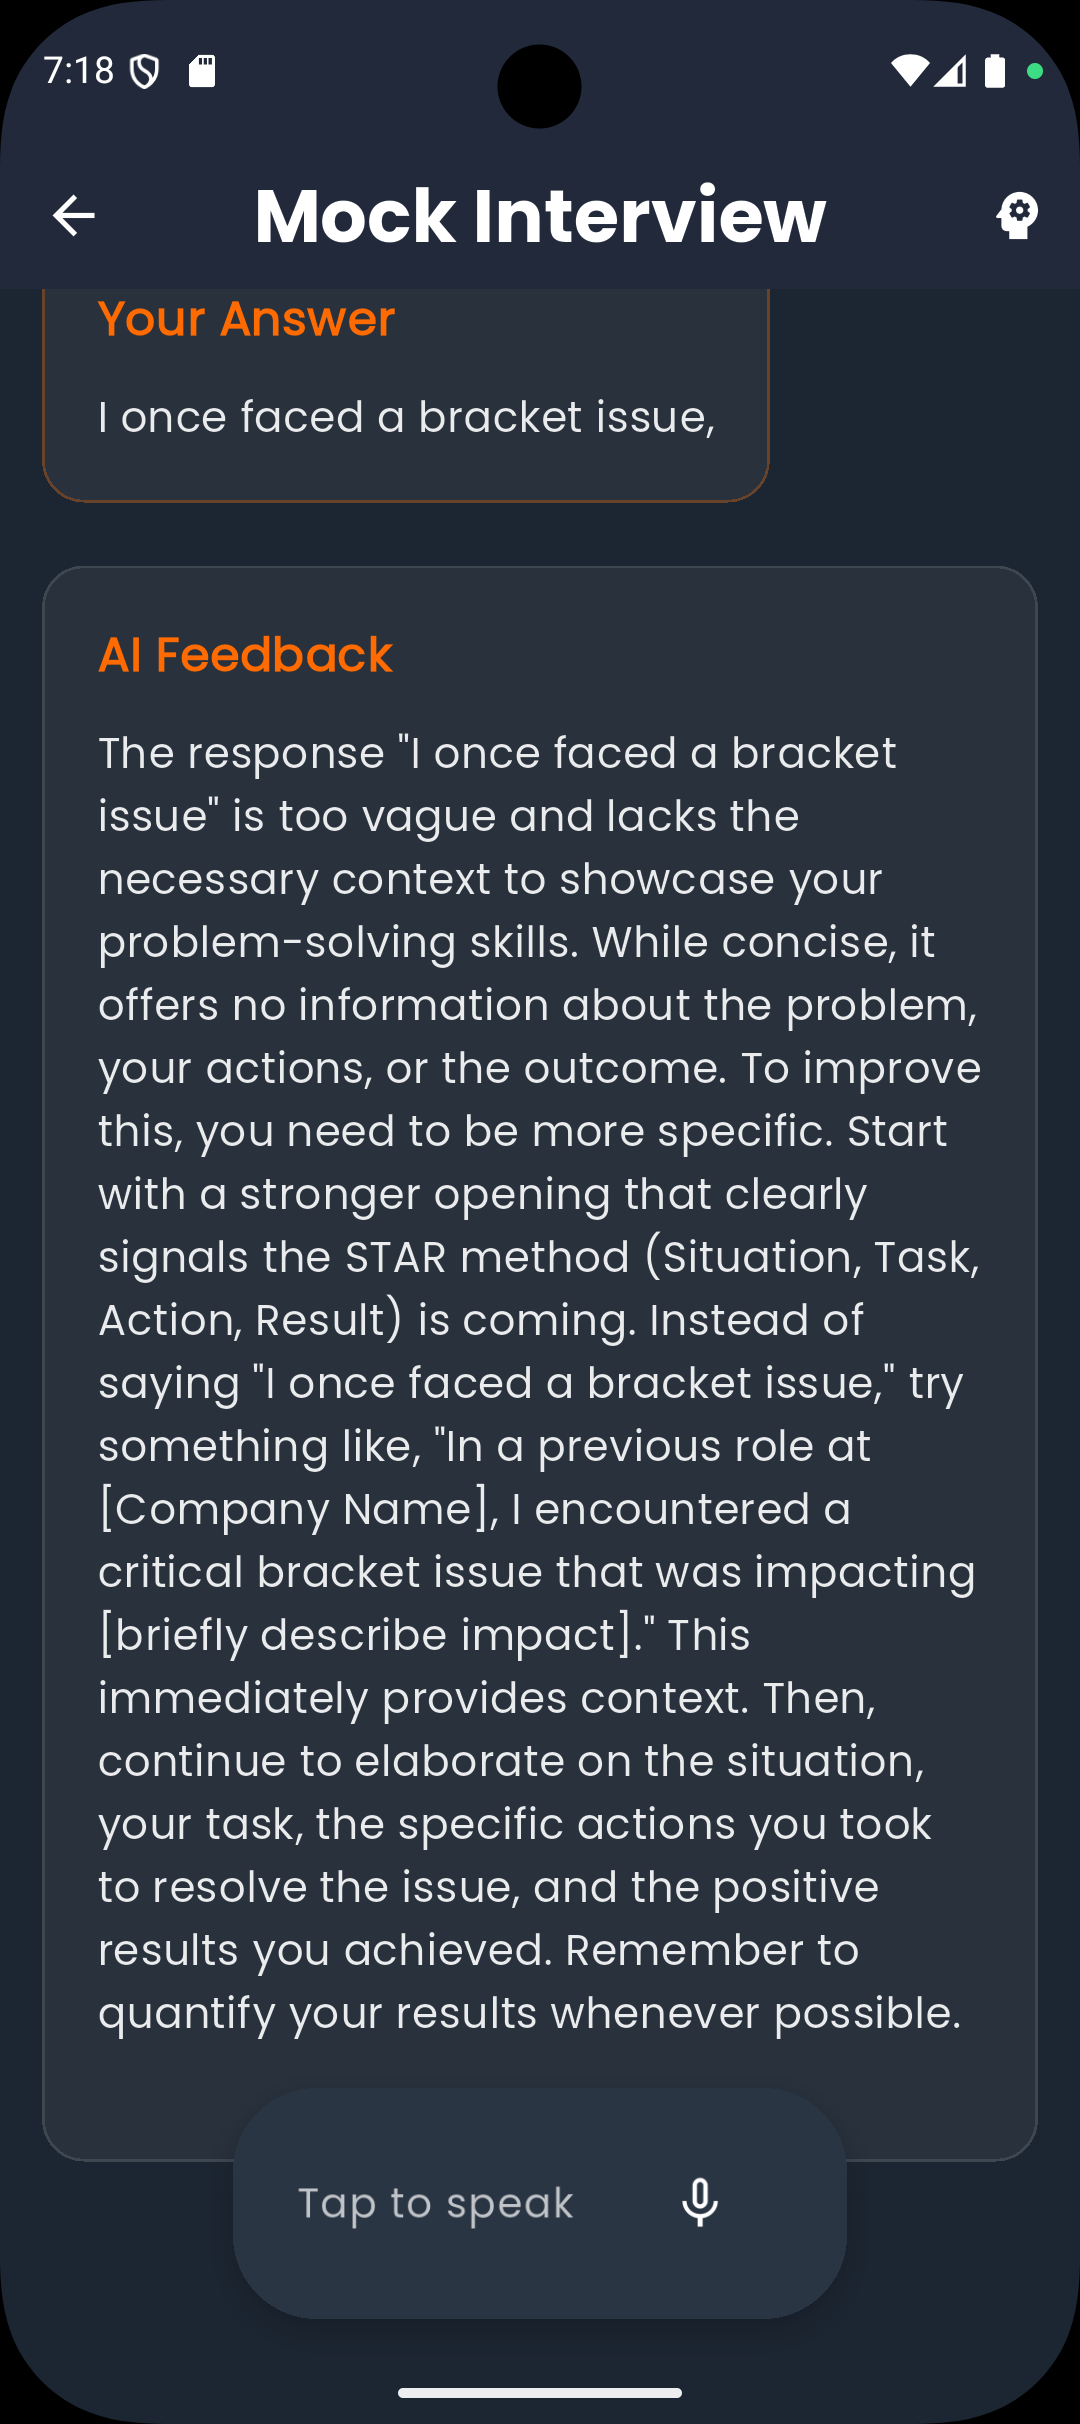 7:18
Mock Interview
Your Answer
I once faced a bracket issue,
AI Feedback
The response "I once faced a bracket
issue" is too vague and lacks the
necessary context to showcase your
problem-solving skills. While concise, it
offers no information about the problem,
your actions, or the outcome. To improve
this, you need to be more specific. Start
with a stronger opening that clearly
signals the STAR method (Situation, Task,
Action, Result) is coming. Instead of
saying "I once faced a bracket issue," try
something like, "In a previous role at
[Company Name], I encountered a
critical bracket issue that was impacting
[briefly describe impact]." This
immediately provides context. Then,
continue to elaborate on the situation,
your task, the specific actions you took
to resolve the issue, and the positive
results you achieved. Remember to
quantify your results whenever possible.
Tap to speak